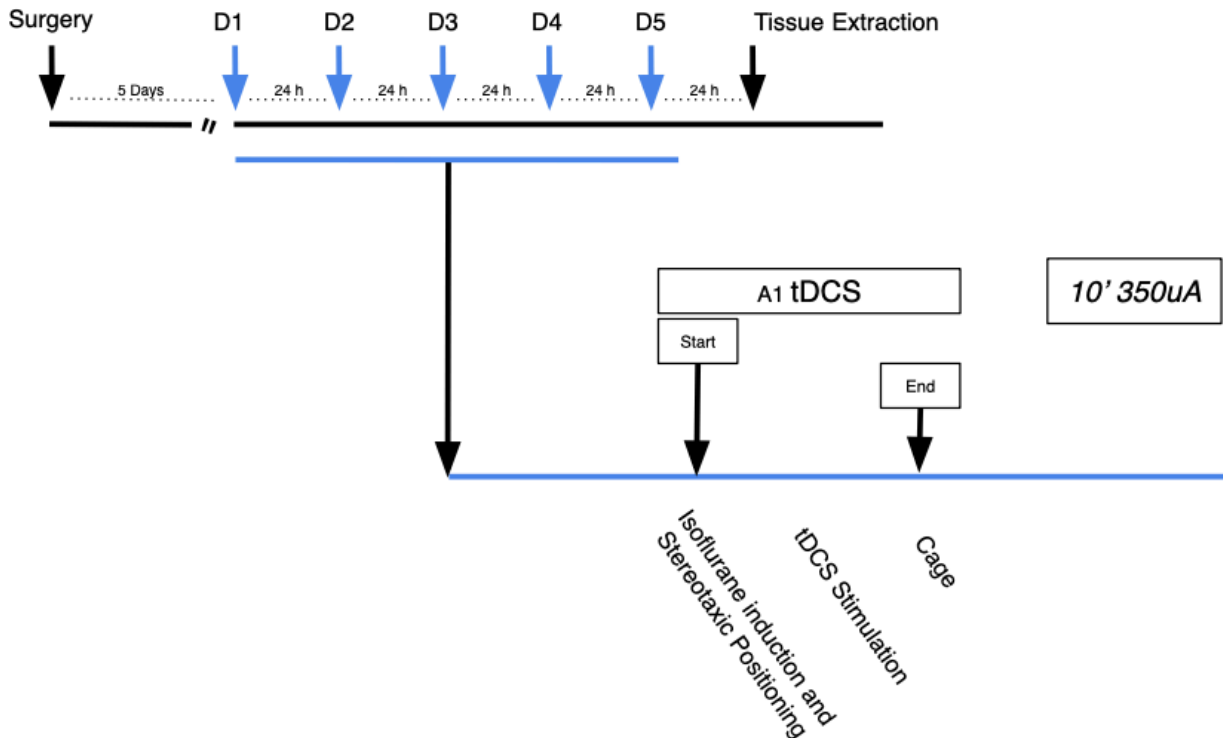 Surgery
D1
D2
D3
D4
D5
Tissue Extraction
5 Days
24 h
24 h
24 h
24 h
24 h
A1 tDCS
10’ 350uA
Start
End
Isoflurane induction and
Stereotaxic Positioning
tDCS Stimulation
Cage